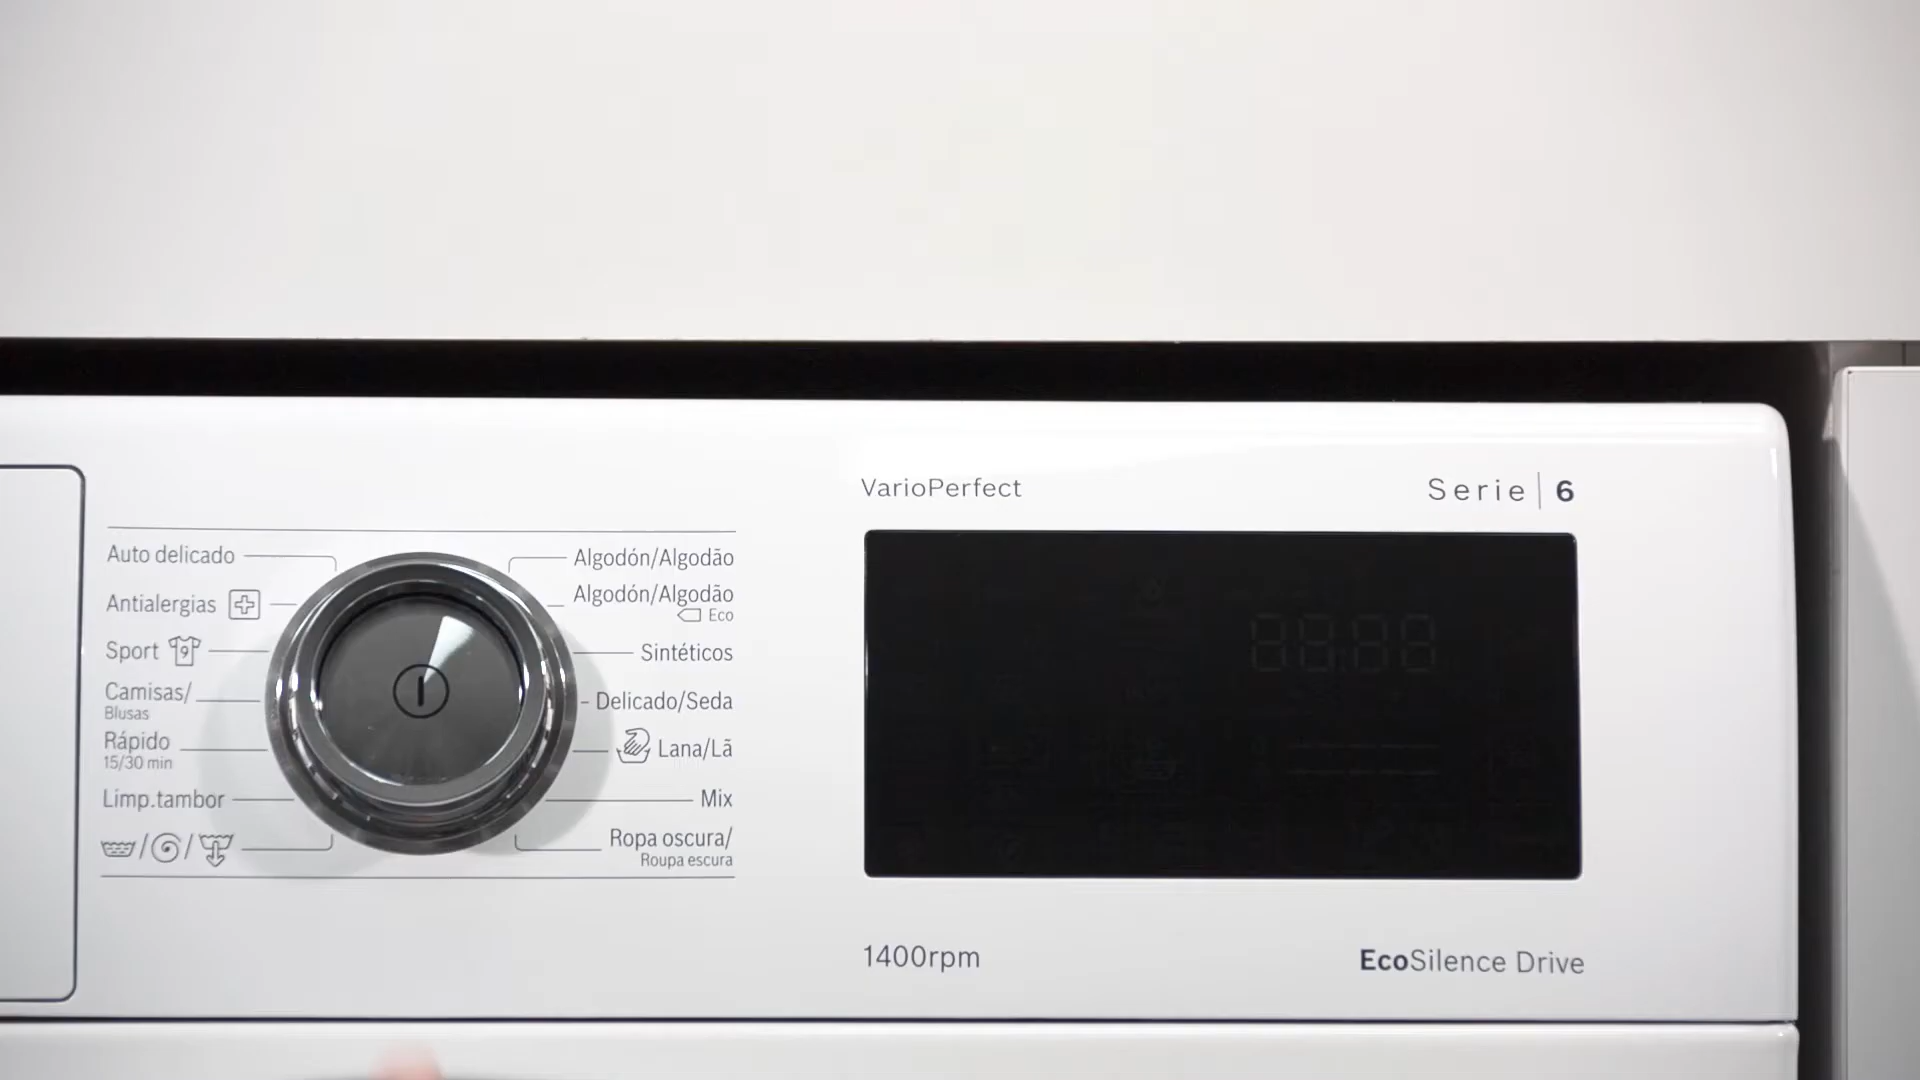 VarioPerfect
Serie | 6
Auto delicado
Antialergias
Sport
Camisas/
Blusas
Rápido
15/30 min
Limp.tambor
Algodón/Algodão
Algodón/Algodão
Eco
Sintéticos
Delicado/Seda
Lana/Lã
Mix
Ropa oscura/
Roupa escura
1400rpm
EcoSilence Drive